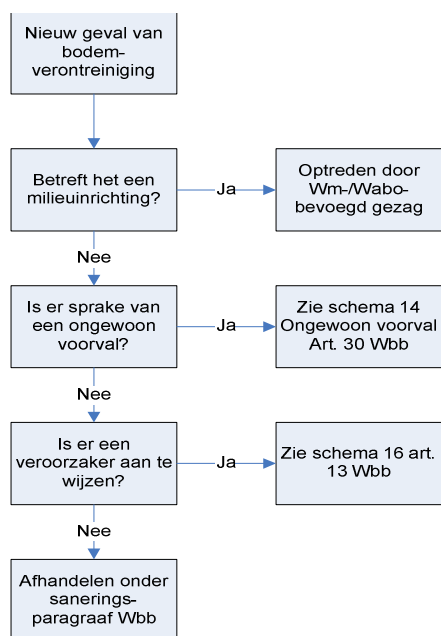 Nieuw geval van
bodem-
verontreiniging
Betreft het een
milieuinrichting?
Ja
Optreden door
Wm-/Wabo-
bevoegd gezag
Nee
Is er sprake van
een ongewoon
voorval?
Ja
Zie schema 14
Ongewoon voorval
Art. 30 Wbb
Nee
Is er een
veroorzaker aan te
wijzen?
Ja
Zie schema 16 art.
13 Wbb
Nee
Afhandelen onder
sanerings-
paragraaf Wbb